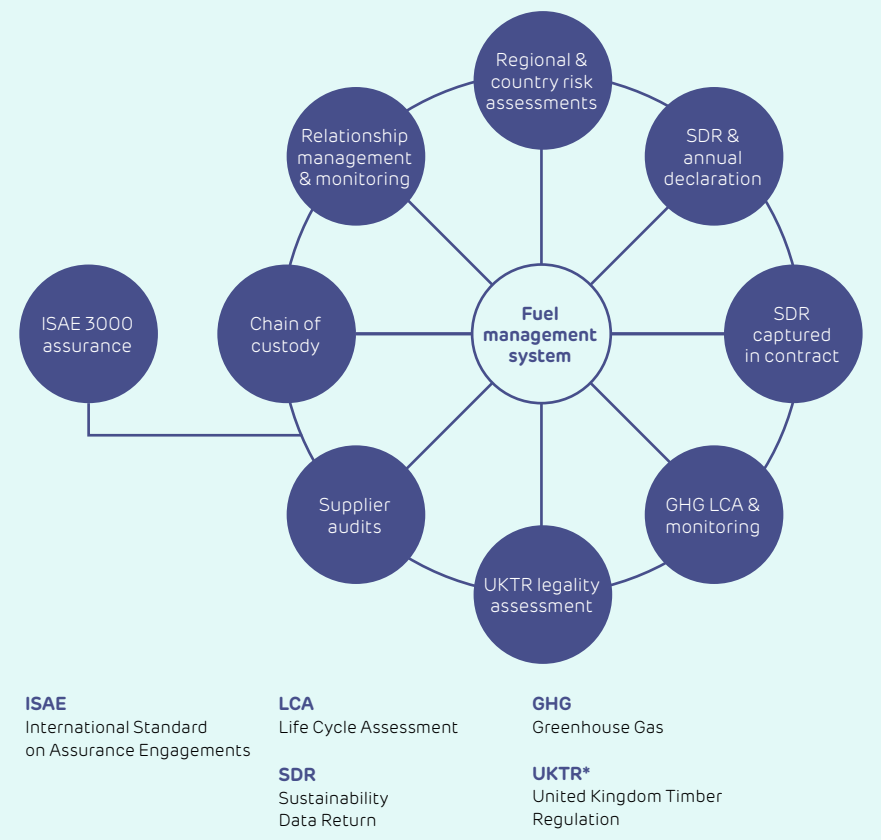 Regional &
country risk
assessments
SDR &
annual
declaration
SDR
captured
in contract
GHG LCA &
monitoring
UKTR legality
assessment
Supplier
audits
Chain of
custody
Relationship
management
& monitoring
ISAE 3000
assurance
Fuel
management
system
ISAE
International Standard
on Assurance Engagements
LCA
Life Cycle Assessment
SDR
Sustainability
Data Return
GHG
Greenhouse Gas
UKTR*
United Kingdom Timber
Regulation